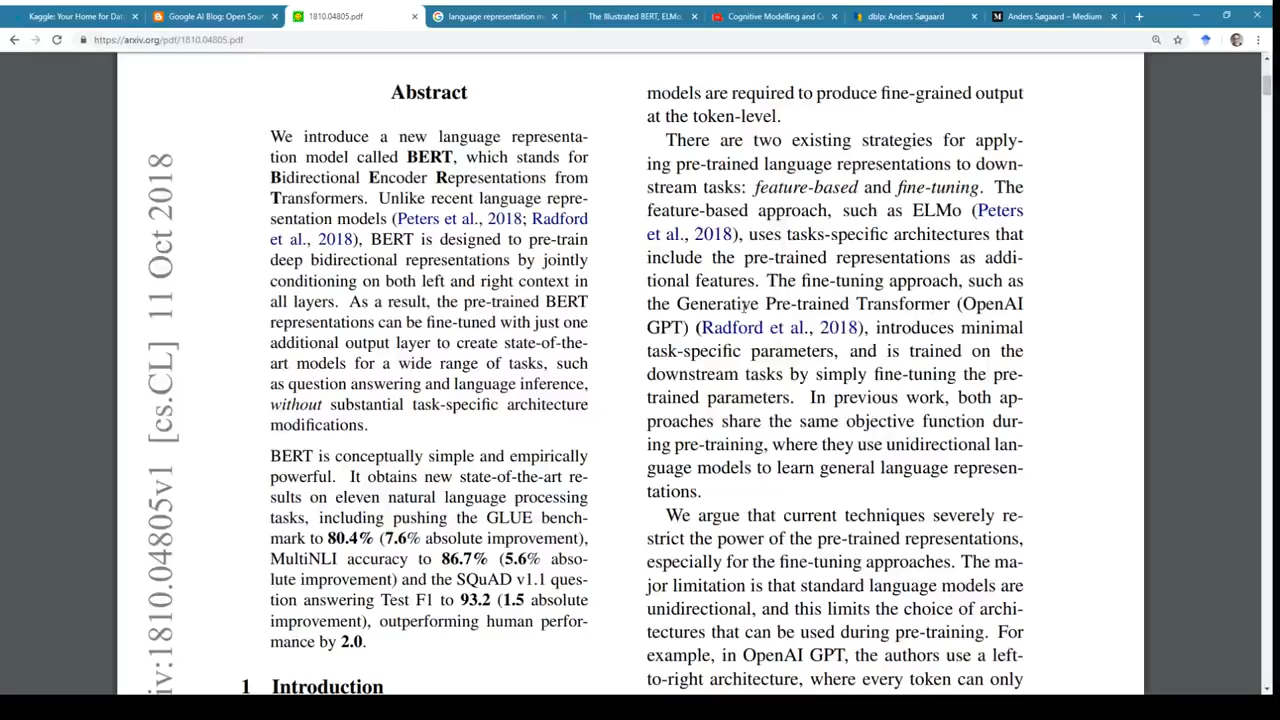 Kaggle: Your Home for Dat
Google AI Blog: Open Sour
1810.04805.pdf
language representation m
The Illustrated BERT, ELMo,
Cognitive Modelling and C
dblp: Anders Søgaard
Anders Søgaard – Medium
https://arxiv.org/pdf/1810.04805.pdf
iv:1810.04805v1 [cs.CL] 11 Oct 2018
Abstract
We introduce a new language representa-
tion model called BERT, which stands for
Bidirectional Encoder Representations from
Transformers. Unlike recent language repre-
sentation models (Peters et al., 2018; Radford
et al., 2018), BERT is designed to pre-train
deep bidirectional representations by jointly
conditioning on both left and right context in
all layers. As a result, the pre-trained BERT
representations can be fine-tuned with just one
additional output layer to create state-of-the-
art models for a wide range of tasks, such
as question answering and language inference,
without substantial task-specific architecture
modifications.
BERT is conceptually simple and empirically
powerful. It obtains new state-of-the-art re-
sults on eleven natural language processing
tasks, including pushing the GLUE bench-
mark to 80.4% (7.6% absolute improvement),
MultiNLI accuracy to 86.7% (5.6% abso-
lute improvement) and the SQuAD v1.1 ques-
tion answering Test F1 to 93.2 (1.5 absolute
improvement), outperforming human perfor-
mance by 2.0.
1 Introduction
models are required to produce fine-grained output
at the token-level.
There are two existing strategies for apply-
ing pre-trained language representations to down-
stream tasks: feature-based and fine-tuning. The
feature-based approach, such as ELMo (Peters
et al., 2018), uses tasks-specific architectures that
include the pre-trained representations as addi-
tional features. The fine-tuning approach, such as
the Generative Pre-trained Transformer (OpenAI
GPT) (Radford et al., 2018), introduces minimal
task-specific parameters, and is trained on the
downstream tasks by simply fine-tuning the pre-
trained parameters. In previous work, both ap-
proaches share the same objective function dur-
ing pre-training, where they use unidirectional lan-
guage models to learn general language represen-
tations.
We argue that current techniques severely re-
strict the power of the pre-trained representations,
especially for the fine-tuning approaches. The ma-
jor limitation is that standard language models are
unidirectional, and this limits the choice of archi-
tectures that can be used during pre-training. For
example, in OpenAI GPT, the authors use a left-
to-right architecture, where every token can only